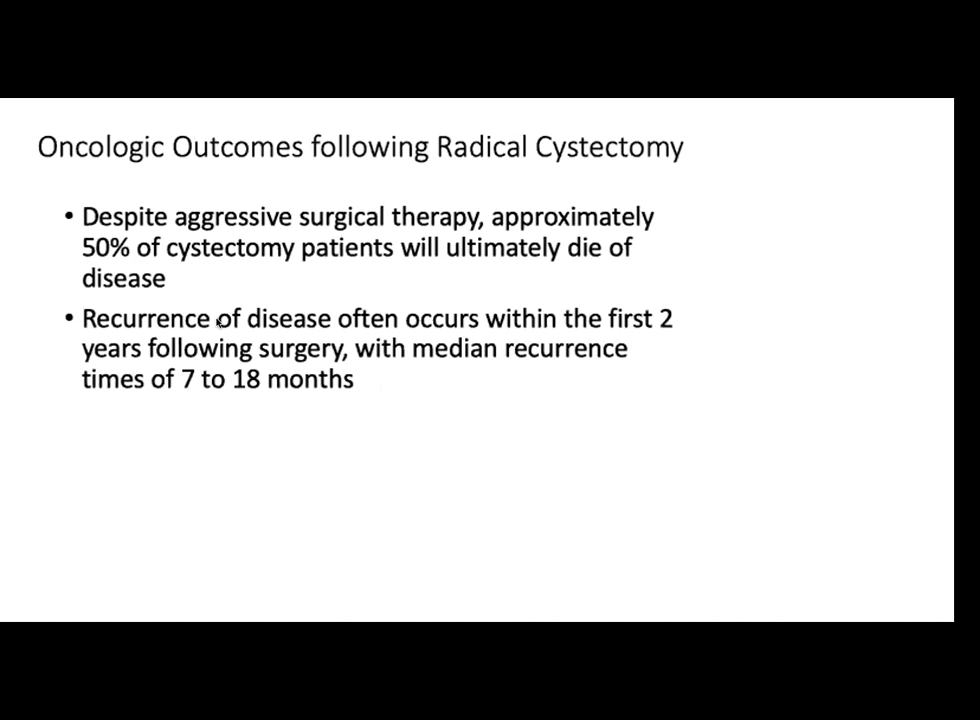 Oncologic Outcomes following Radical Cystectomy
• Despite aggressive surgical therapy, approximately
50% of cystectomy patients will ultimately die of
disease
• Recurrence of disease often occurs within the first 2
years following surgery, with median recurrence
times of 7 to 18 months